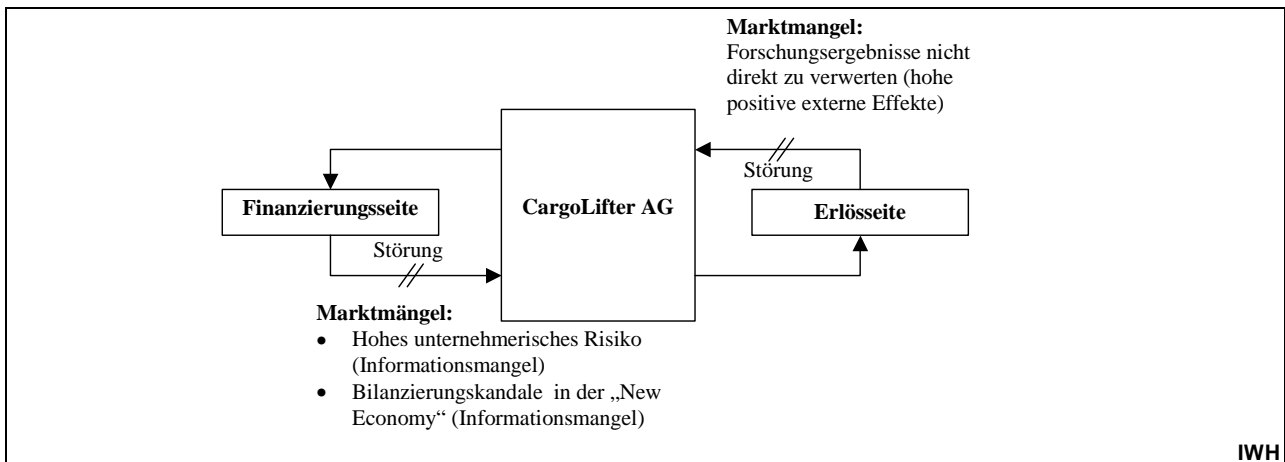 Marktmangel:
Forschungsergebnisse nicht
direkt zu verwerten (hohe
positive externe Effekte)
Störung
Finanzierungsseite
CargoLifter AG
Erlösseite
Störung
Marktmängel:
• Hohes unternehmerisches Risiko
(Informationsmangel)
• Bilanzierungskandale in der „New
Economy“ (Informationsmangel)
IWH